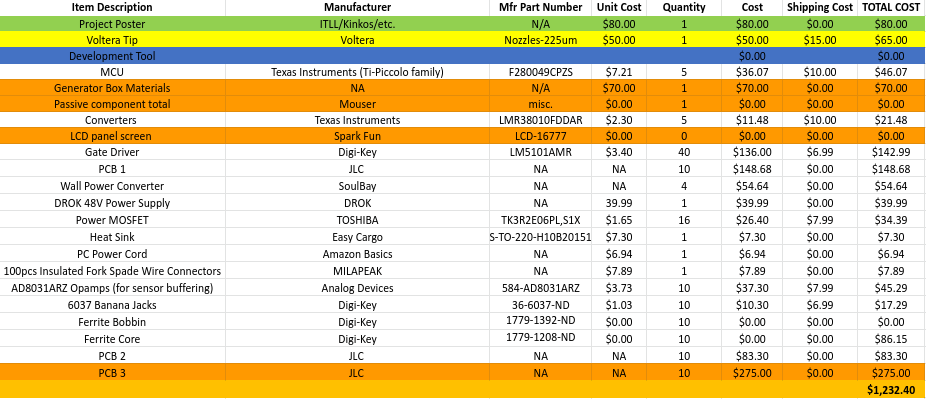 Item Description Manufacturer Mfr Part Number Unit Cost Quantity Cost Shipping Cost TOTAL COST
Project Poster ITLL/Kinkos/etc. N/A $80.00 1 $80.00 $0.00 $80.00
Voltera Tip Voltera Nozzles-225um $50.00 1 $50.00 $15.00 $65.00
Development Tool $0.00 $0.00
MCU Texas Instruments (Ti-Piccolo family) F280049CPZS $7.21 5 $36.07 $10.00 $46.07
Generator Box Materials NA N/A $70.00 1 $70.00 $0.00 $70.00
Passive component total Mouser misc. $0.00 1 $0.00 $0.00 $0.00
Converters Texas Instruments LMR38010FDDAR $2.30 5 $11.48 $10.00 $21.48
LCD panel screen Spark Fun LCD-16777 $0.00 0 $0.00 $0.00 $0.00
Gate Driver Digi-Key LM5101AMR $3.40 40 $136.00 $6.99 $142.99
PCB 1 JLC NA NA 10 $148.68 $0.00 $148.68
Wall Power Converter SoulBay NA NA 4 $54.64 $0.00 $54.64
DROK 48V Power Supply DROK NA 39.99 1 $39.99 $0.00 $39.99
Power MOSFET TOSHIBA TK3R2E06PL,S1X $1.65 16 $26.40 $7.99 $34.39
Heat Sink Easy Cargo S-TO-220-H10B20151 $7.30 1 $7.30 $0.00 $7.30
PC Power Cord Amazon Basics NA $6.94 1 $6.94 $0.00 $6.94
100pcs Insulated Fork Spade Wire Connectors MILAPEAK NA $7.89 1 $7.89 $0.00 $7.89
AD8031ARZ Opamps (for sensor buffering) Analog Devices 584-AD8031ARZ $3.73 10 $37.30 $7.99 $45.29
6037 Banana Jacks Digi-Key 36-6037-ND $1.03 10 $10.30 $6.99 $17.29
Ferrite Bobbin Digi-Key 1779-1392-ND $0.00 10 $0.00 $0.00 $0.00
Ferrite Core Digi-Key 1779-1208-ND $0.00 10 $0.00 $0.00 $86.15
PCB 2 JLC NA NA 10 $83.30 $0.00 $83.30
PCB 3 JLC NA NA 10 $275.00 $0.00 $275.00
$1,232.40